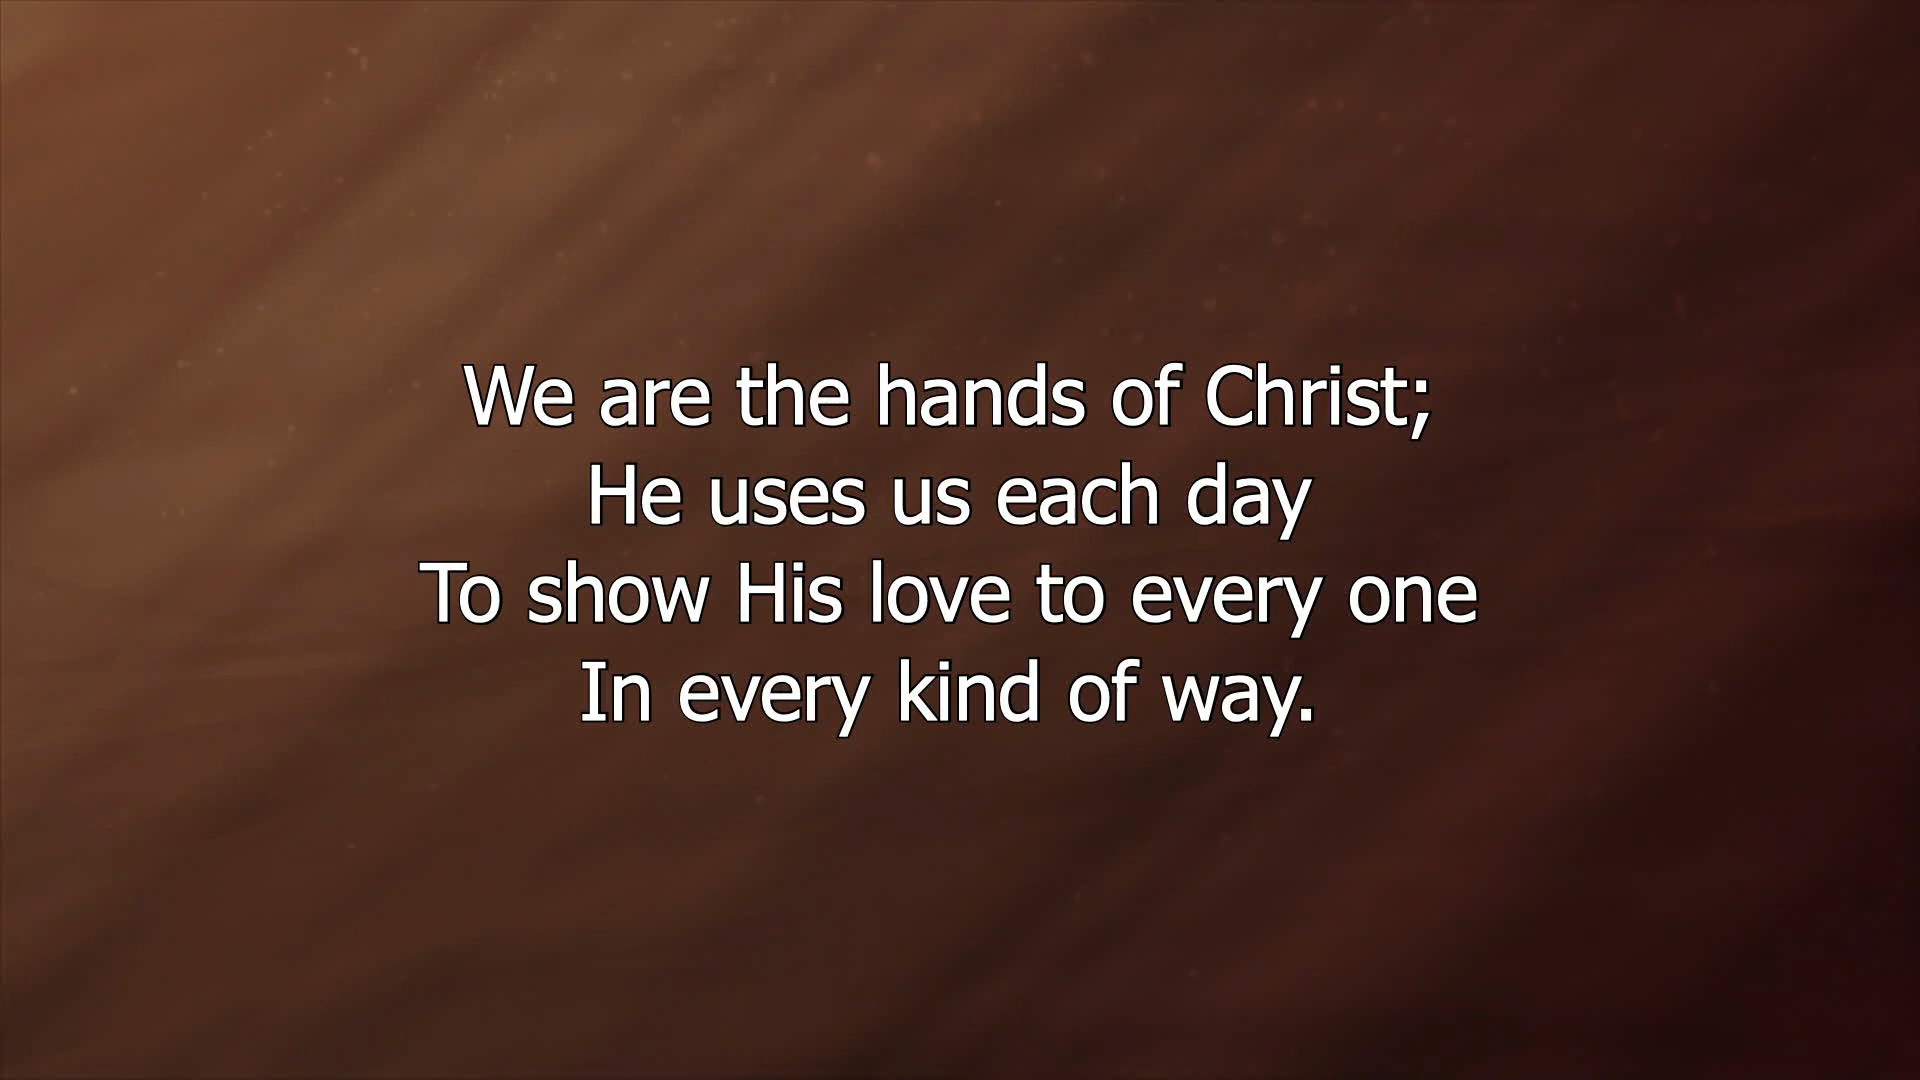 We are the hands of Christ;
He uses us each day
To show His love to every one
In every kind of way.